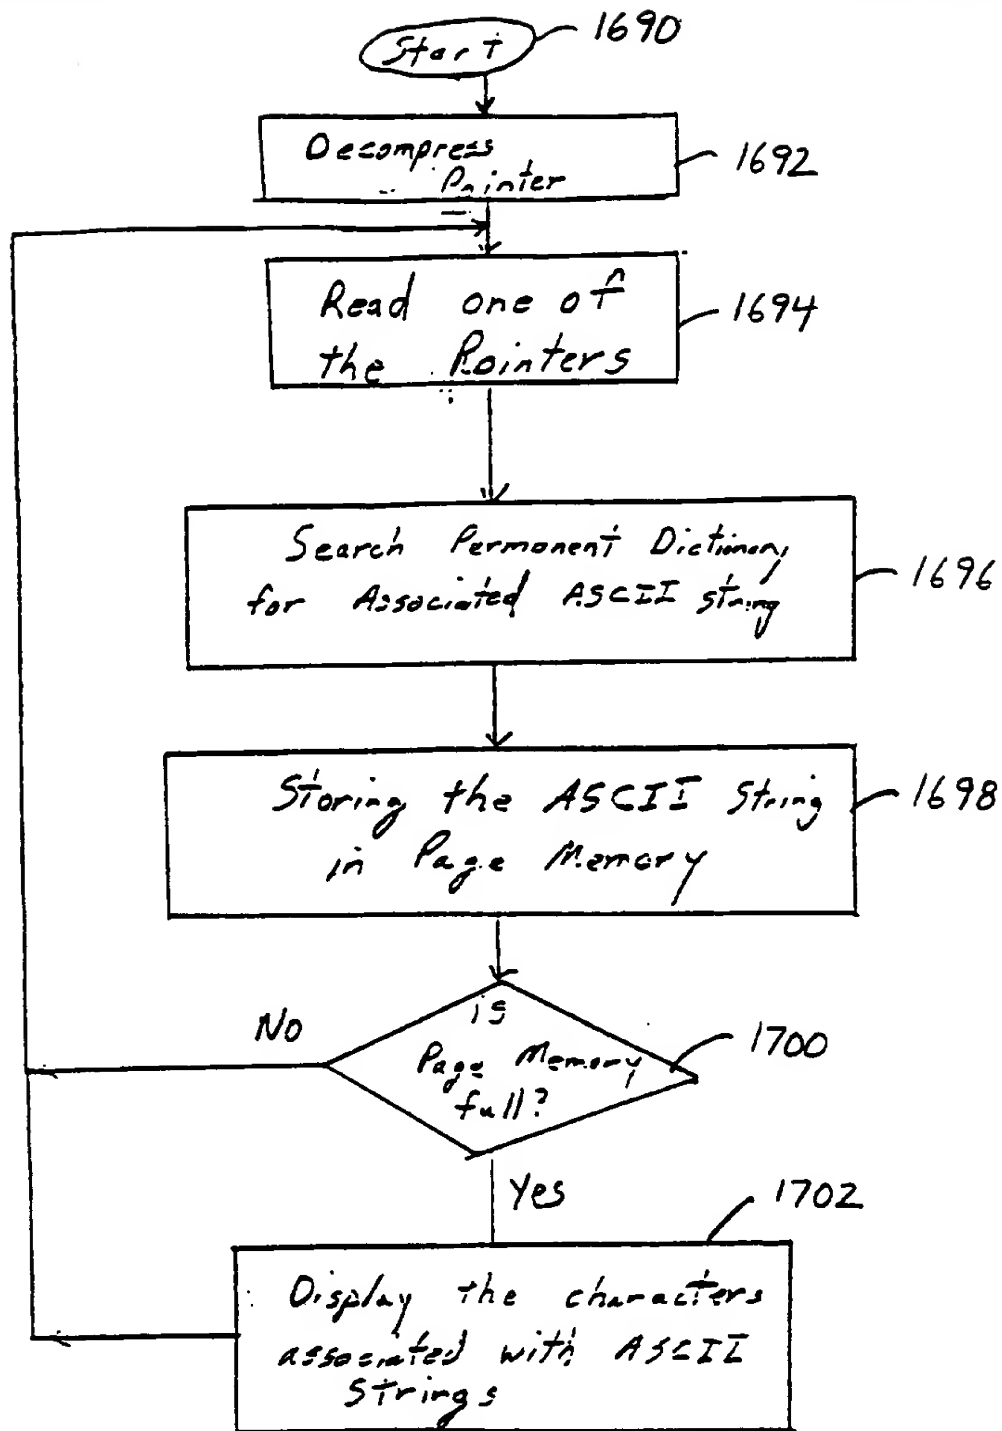 Start
1690
Decompress
Pointer
1692
Read one of
the Pointers
1694
Search Permanent Dictionary
for Associated ASCII string
1696
Storing the ASCII String
in Page Memory
1698
is
Page Memory
full?
1700
No
Yes
1702
Display the characters
associated with ASCII
Strings